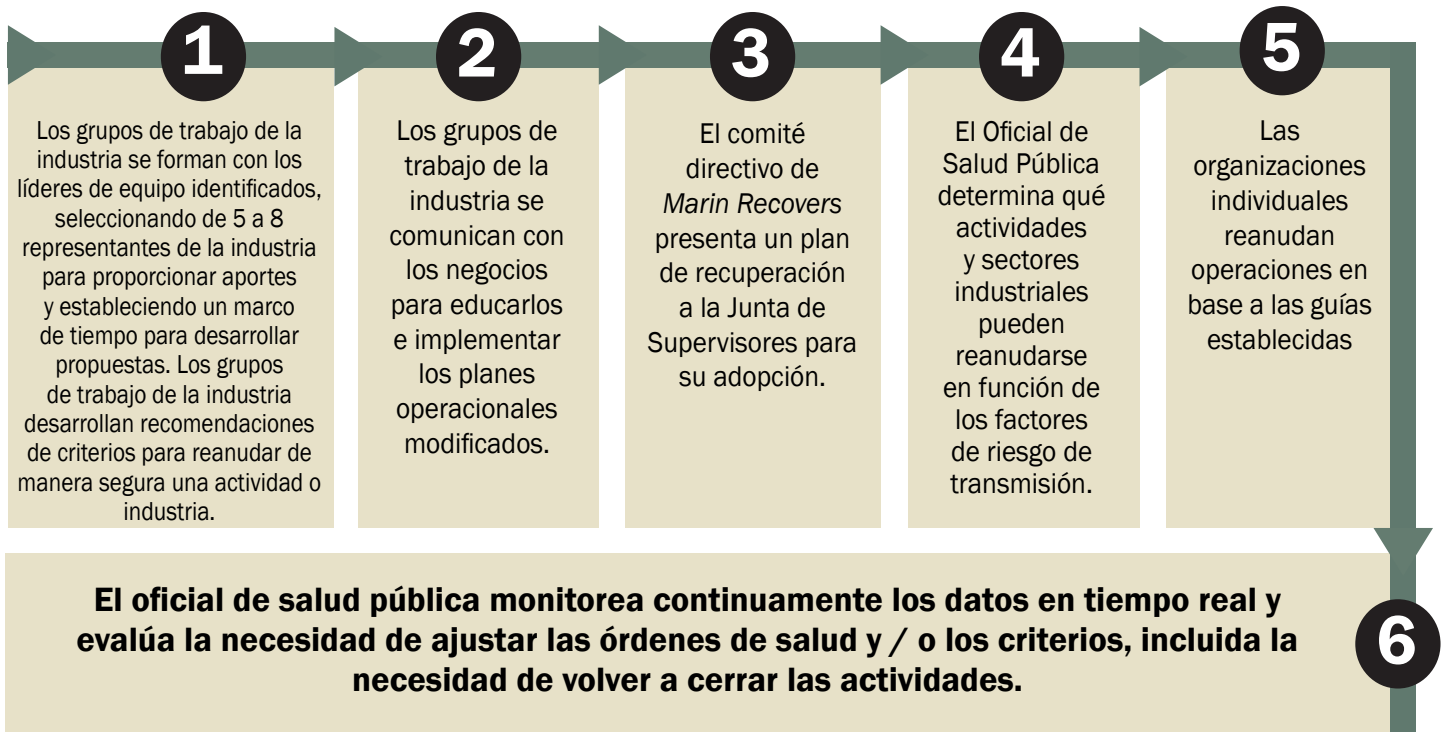 1
Los grupos de trabajo de la
industria se forman con los
líderes de equipo identificados,
seleccionando de 5 a 8
representantes de la industria
para proporcionar aportes
y estableciendo un marco
de tiempo para desarrollar
propuestas. Los grupos
de trabajo de la industria
desarrollan recomendaciones
de criterios para reanudar de
manera segura una actividad o
industria.
2
Los grupos de
trabajo de la
industria se
comunican con
los negocios
para educarlos
e implementar
los planes
operacionales
modificados.
3
El comité
directivo de
Marin Recovers
presenta un plan
de recuperación
a la Junta de
Supervisores para
su adopción.
4
El Oficial de
Salud Pública
determina qué
actividades
y sectores
industriales
pueden
reanudarse
en función de
los factores
de riesgo de
transmisión.
5
Las
organizaciones
individuales
reanudan
operaciones en
base a las guías
establecidas
El oficial de salud pública monitorea continuamente los datos en tiempo real y
evalúa la necesidad de ajustar las órdenes de salud y / o los criterios, incluida la
necesidad de volver a cerrar las actividades.
6